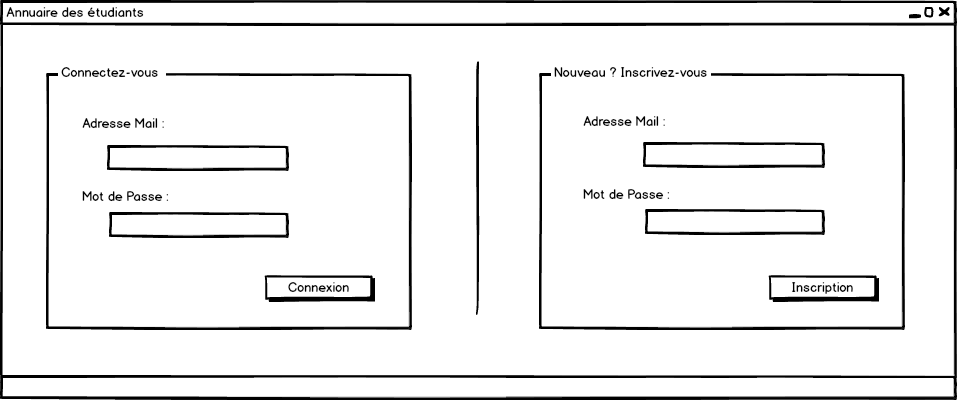 Annuaire des étudiants
Connectez-vous
Adresse Mail :
Mot de Passe :
Connexion
Nouveau ? Inscrivez-vous
Adresse Mail :
Mot de Passe :
Inscription